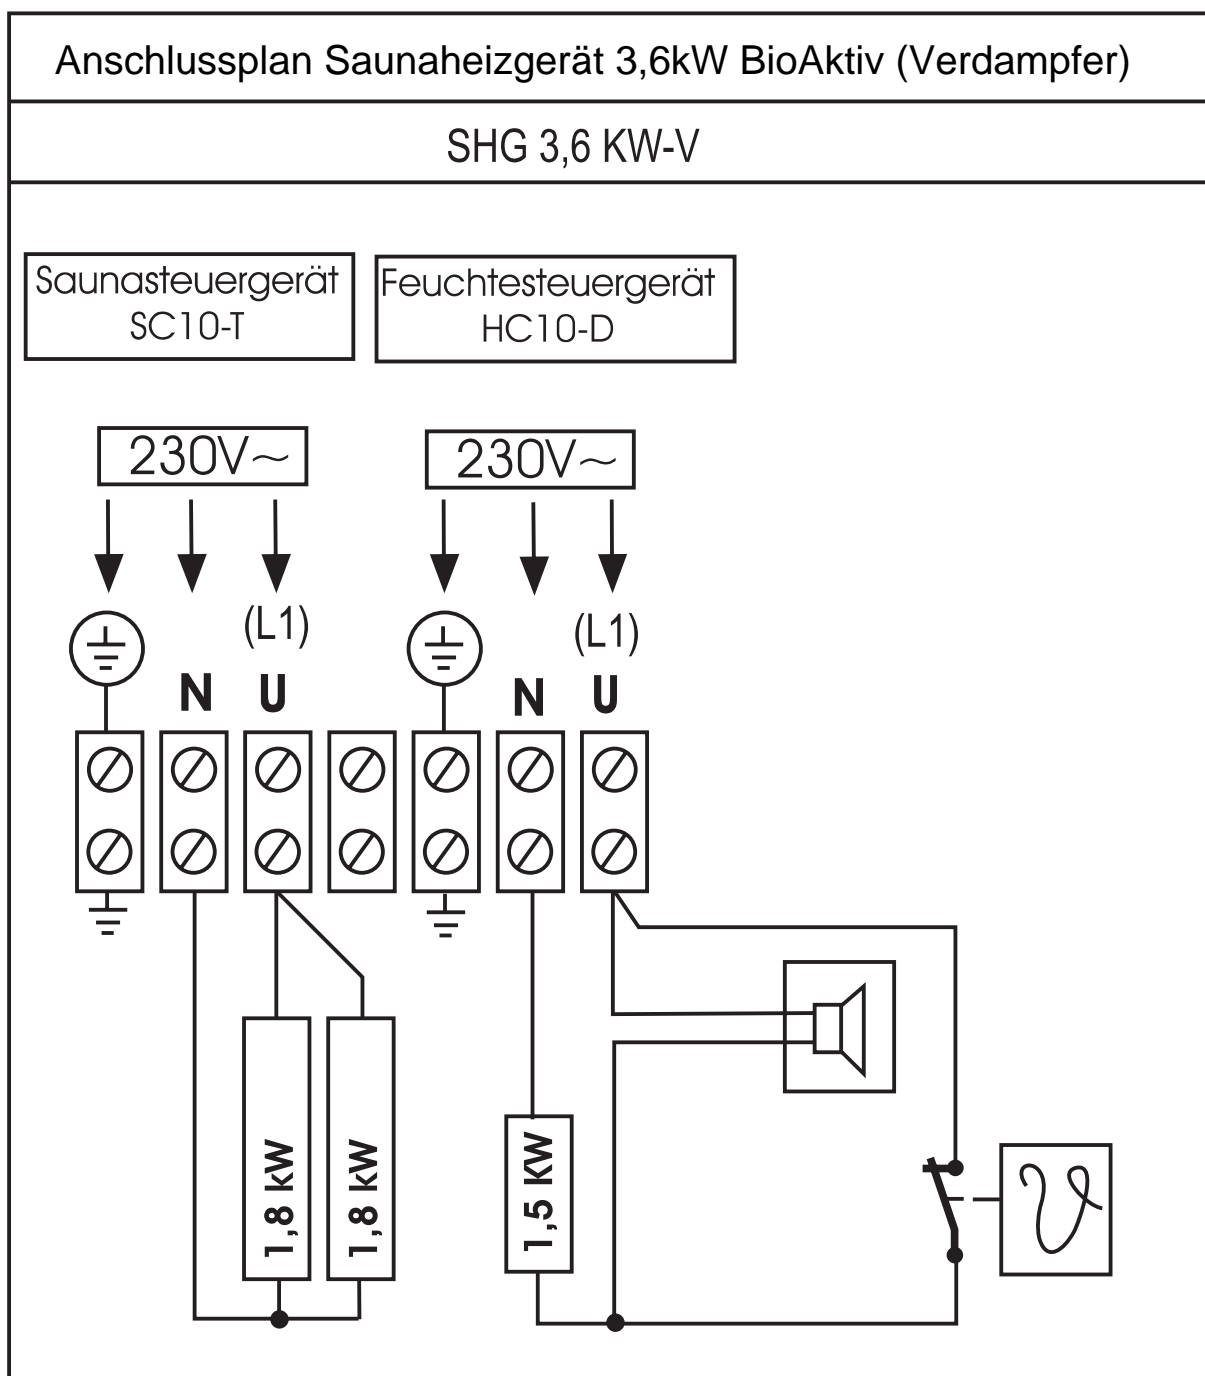 Anschlussplan Saunaheizgerät 3,6kW BioAktiv (Verdampfer)
SHG 3,6 KW-V
Saunasteuergerät
SC10-T
Feuchtesteuergerät
HC10-D
230V~
230V~
(L1)
(L1)
N
U
N
U
1,8 kW
1,8 kW
1,5 KW
ϑ